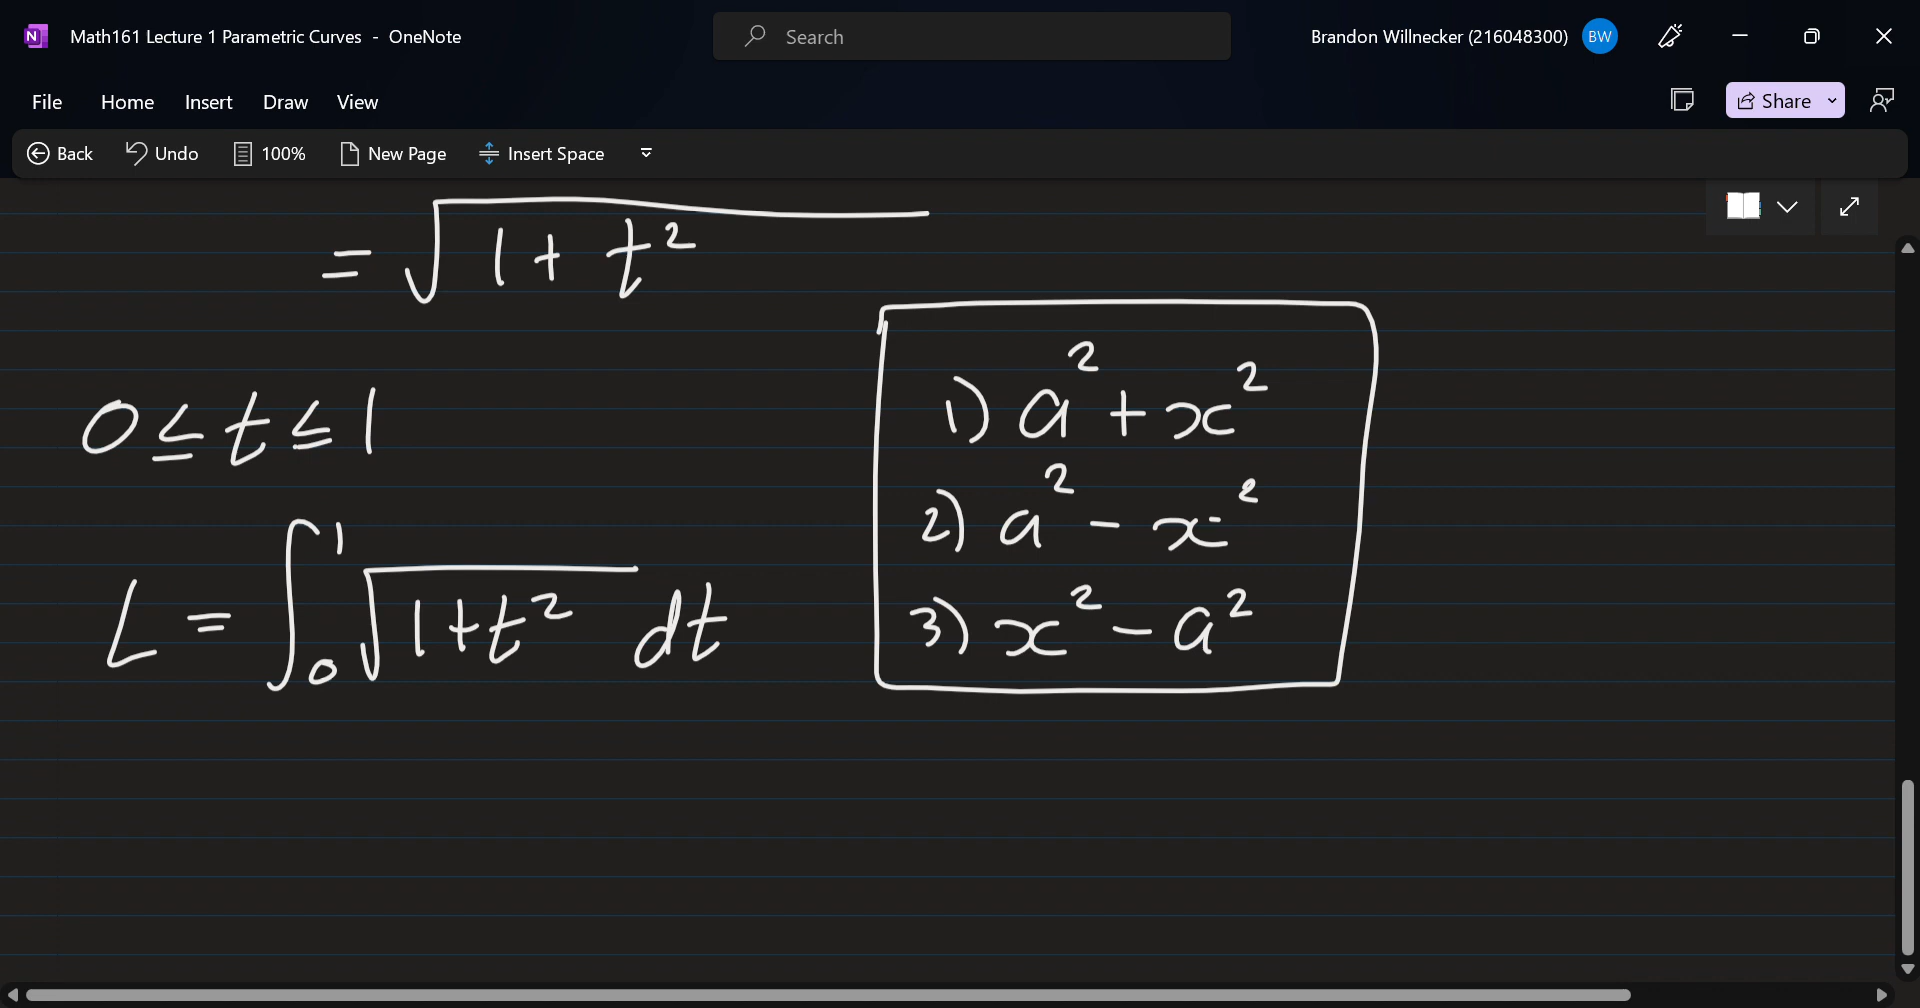 Math161 Lecture 1 Parametric Curves - OneNote
Search
Brandon Willnecker (216048300) BW
File Home Insert Draw View
Share
Back Undo 100% New Page Insert Space
= √(1 + t²)
0 ≤ t ≤ 1
L = ∫₀¹ √(1+t²) dt
1) a² + x²
2) a² - x²
3) x² - a²